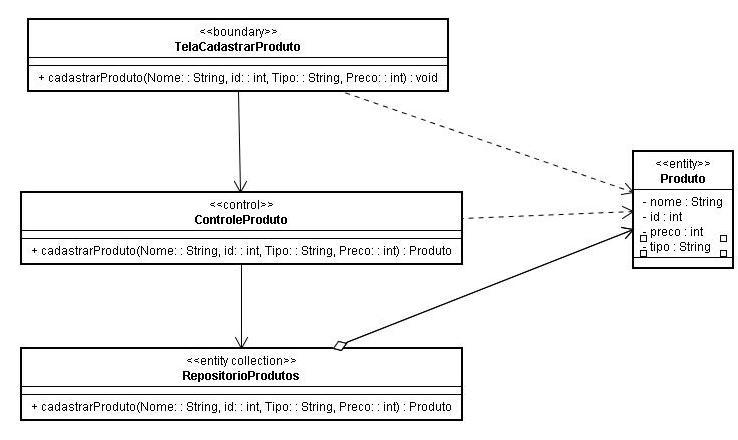 <<boundary>>
TelaCadastrarProduto
+ cadastrarProduto(Nome: : String, id: : int, Tipo: : String, Preco: : int) : void
<<entity>>
Produto
- nome : String
- id : int
- preco : int
- tipo : String
<<control>>
ControleProduto
+ cadastrarProduto(Nome: : String, id: : int, Tipo: : String, Preco: : int) : Produto
<<entity collection>>
RepositorioProdutos
+ cadastrarProduto(Nome: : String, id: : int, Tipo: : String, Preco: : int) : Produto